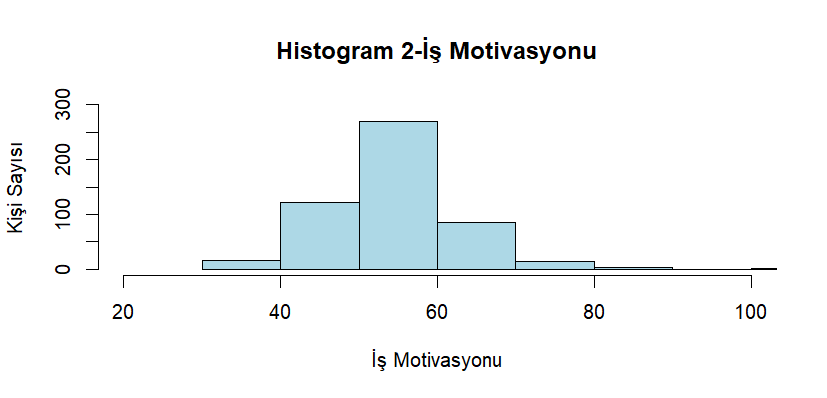 Histogram 2-İş Motivasyonu
Kişi Sayısı
300
200
100
0
20 40 60 80 100
İş Motivasyonu